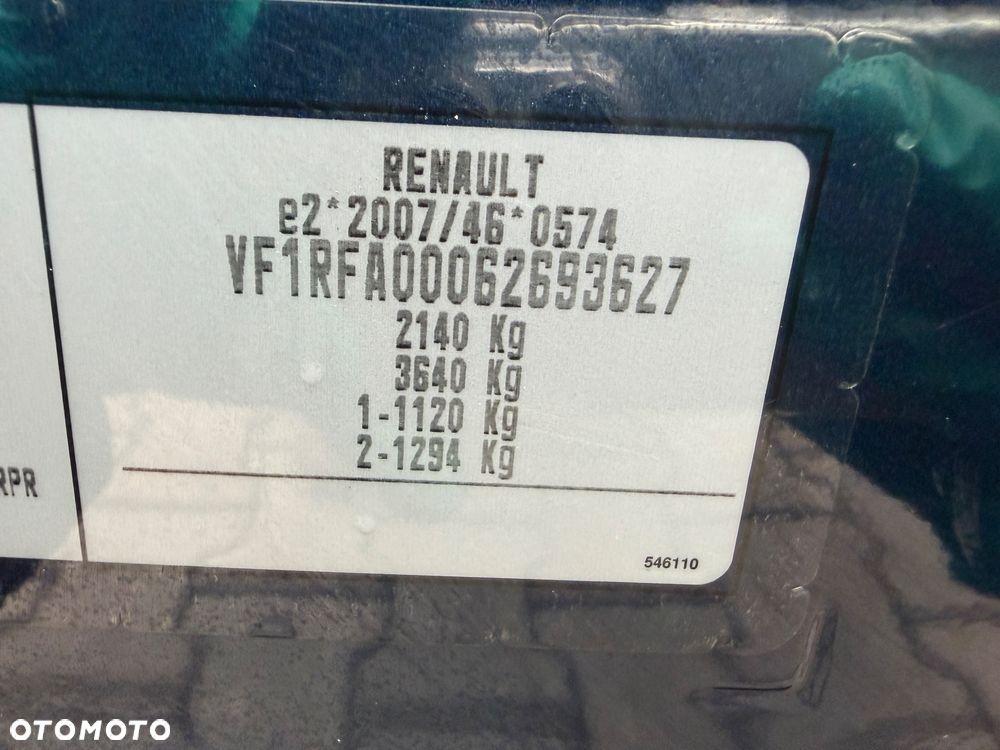 RENAULT
e2*2007/46*0574
VF1RFA00062693627
2140 Kg
3640 Kg
1-1120 Kg
2-1294 Kg
RPR
546110
OTOMOTO